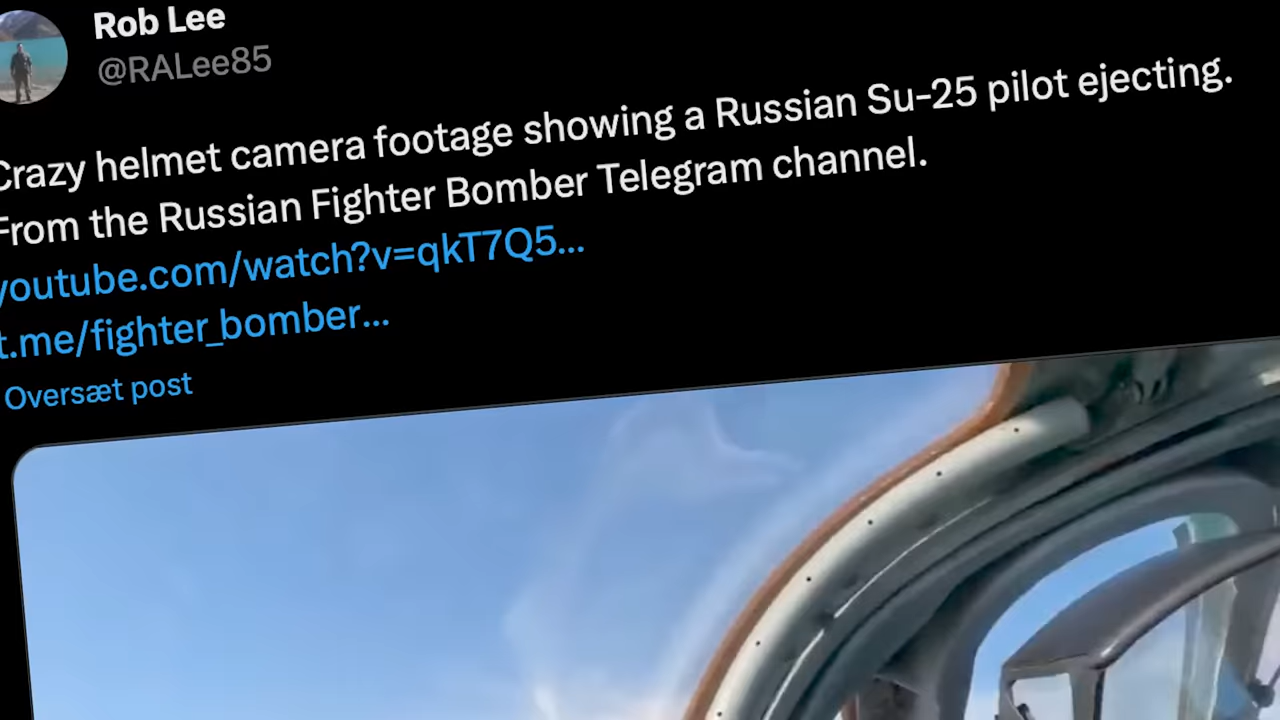 Rob Lee
@RALee85
Crazy helmet camera footage showing a Russian Su-25 pilot ejecting.
From the Russian Fighter Bomber Telegram channel.
youtube.com/watch?v=qkT7Q5...
t.me/fighter_bomber...
Oversæt post